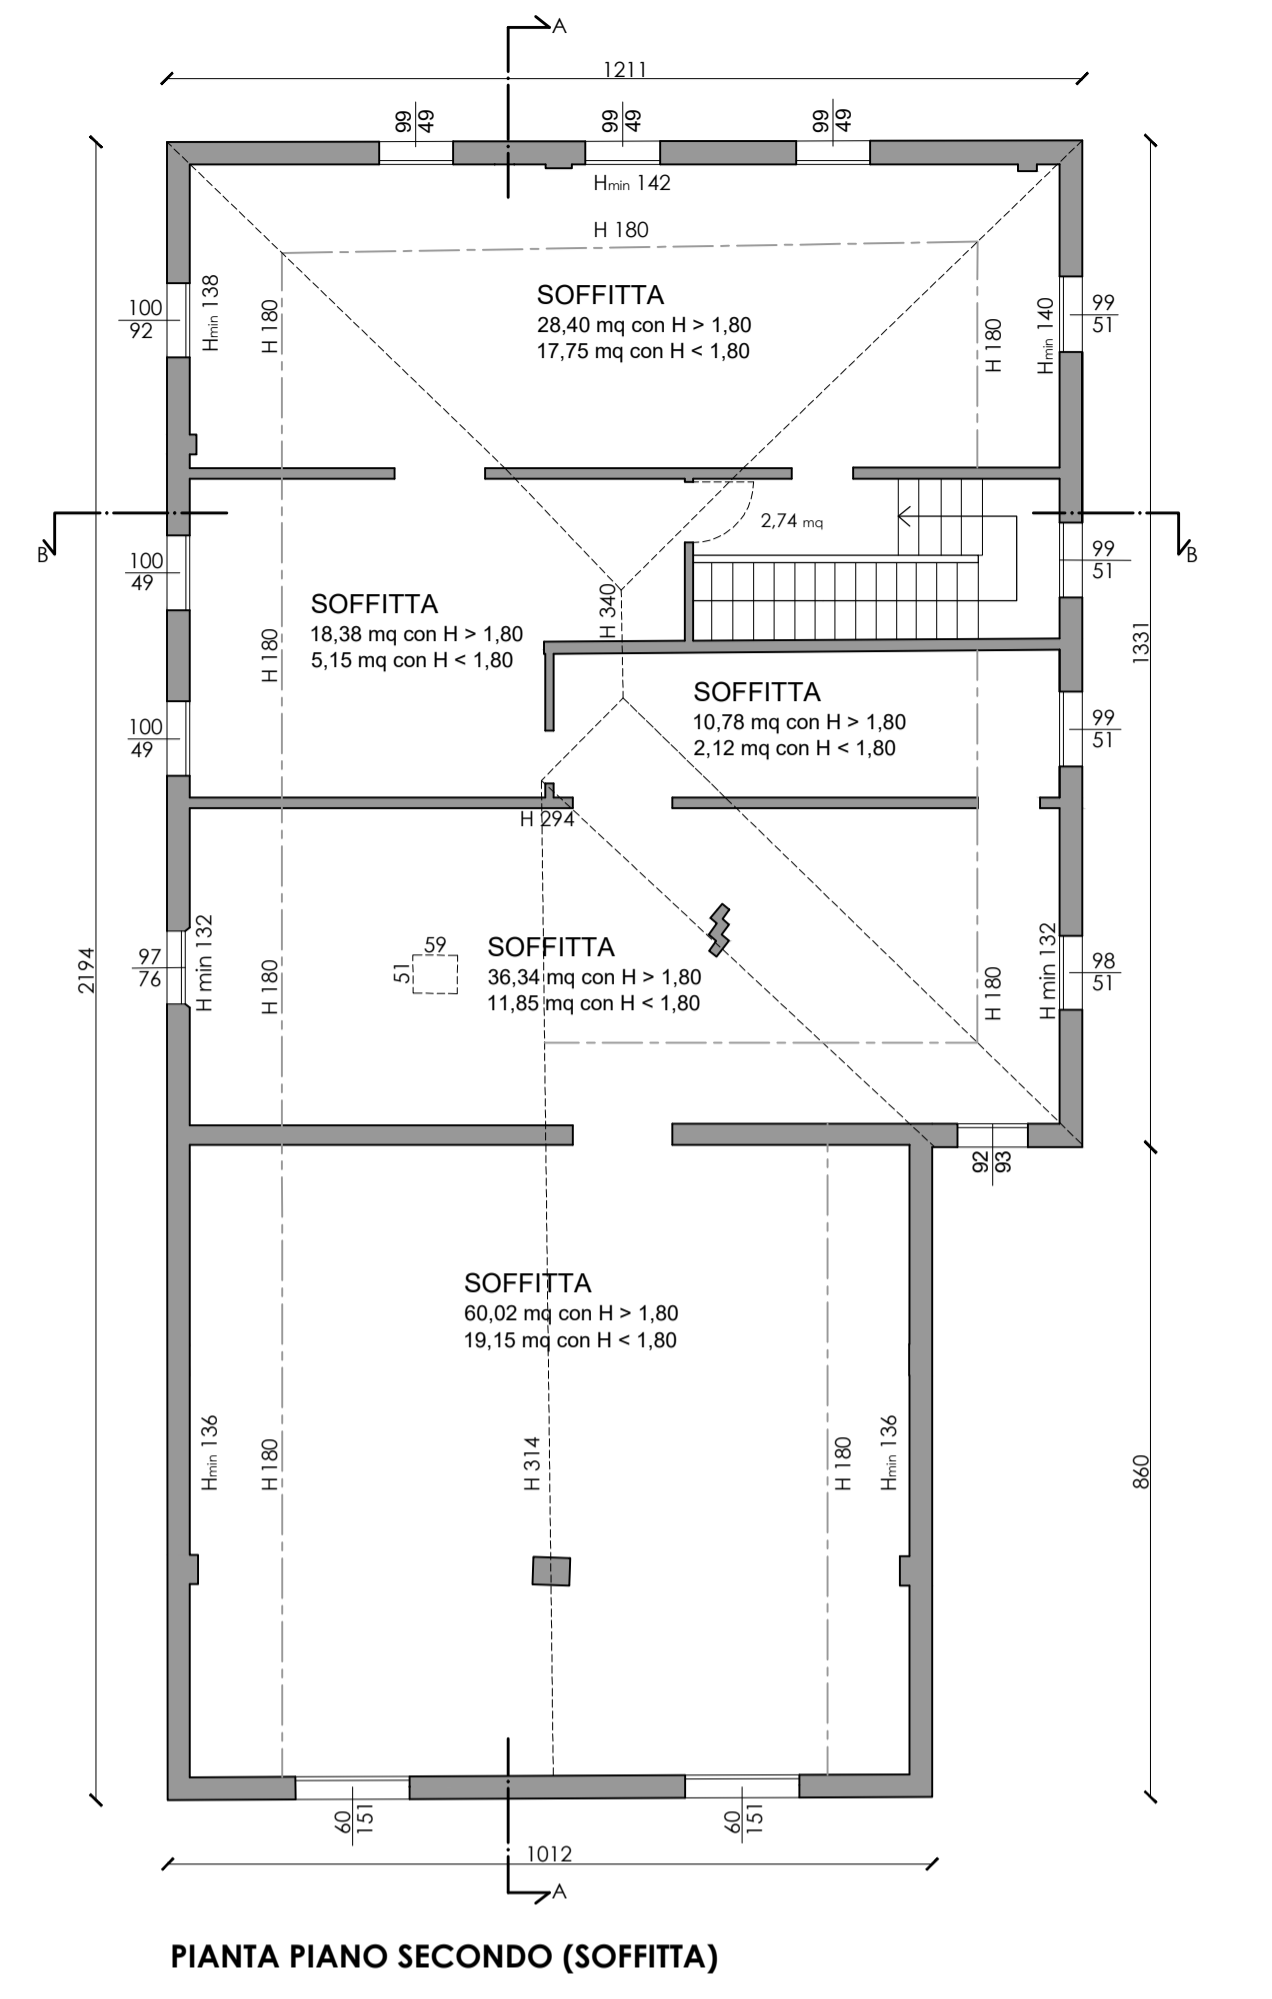 A
1211
99
49
99
49
99
49
Hmin 142
H 180
100
92
Hmin 138
H 180
SOFFITTA
28,40 mq con H > 1,80
17,75 mq con H < 1,80
H 180
Hmin 140
99
51
B
2,74 mq
B
100
49
99
51
SOFFITTA
18,38 mq con H > 1,80
5,15 mq con H < 1,80
H 180
H 340
1331
SOFFITTA
10,78 mq con H > 1,80
2,12 mq con H < 1,80
100
49
99
51
H 294
2194
97
76
H min 132
H 180
59
51
SOFFITTA
36,34 mq con H > 1,80
11,85 mq con H < 1,80
H 180
H min 132
98
51
92
93
SOFFITTA
60,02 mq con H > 1,80
19,15 mq con H < 1,80
Hmin 136
H 180
H 314
H 180
Hmin 136
860
60
151
60
151
1012
A
PIANTA PIANO SECONDO (SOFFITTA)